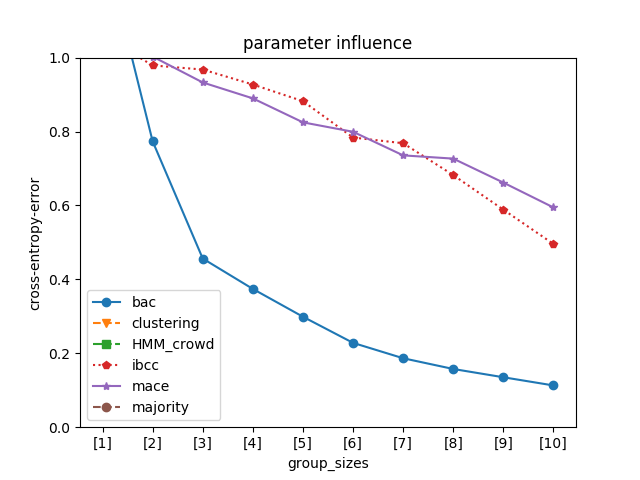 parameter influence
1.0
0.8
0.6
0.4
0.2
0.0
cross-entropy-error
bac
clustering
HMM_crowd
ibcc
mace
majority
[1] [2] [3] [4] [5] [6] [7] [8] [9] [10]
group_sizes